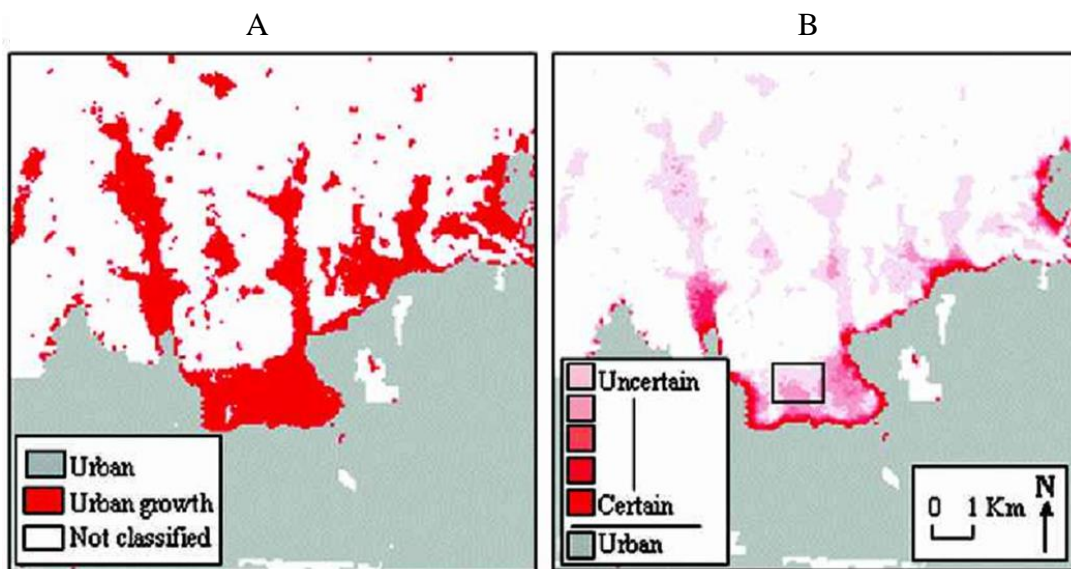 A
B
Urban
Urban growth
Not classified
Uncertain
Certain
Urban
0 1 Km
N